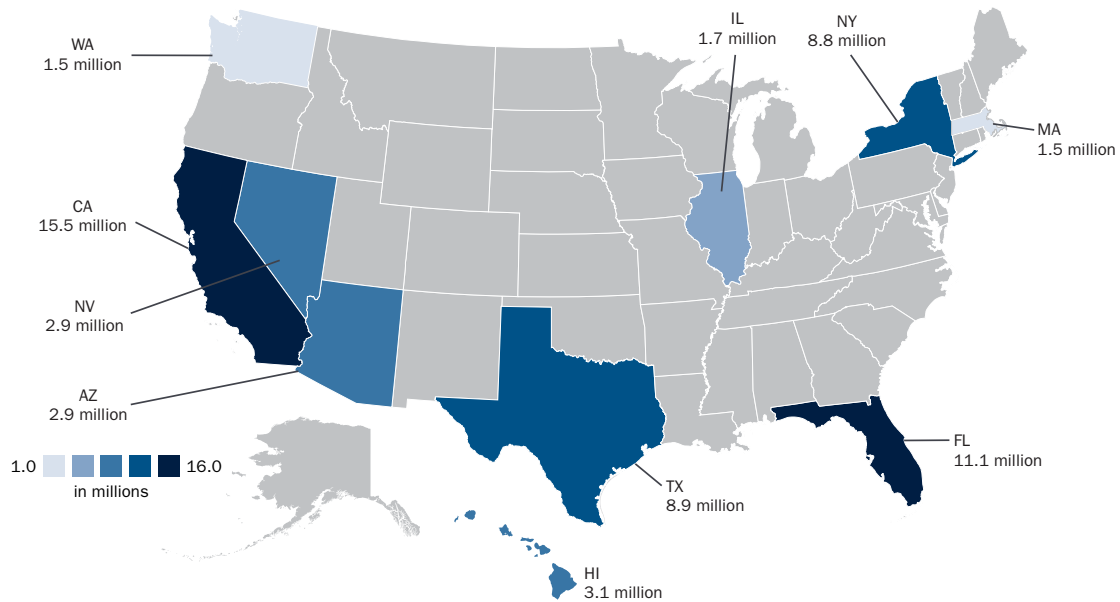 WA
1.5 million
IL
1.7 million
NY
8.8 million
MA
1.5 million
CA
15.5 million
NV
2.9 million
AZ
2.9 million
FL
11.1 million
1.0 16.0
in millions
TX
8.9 million
HI
3.1 million